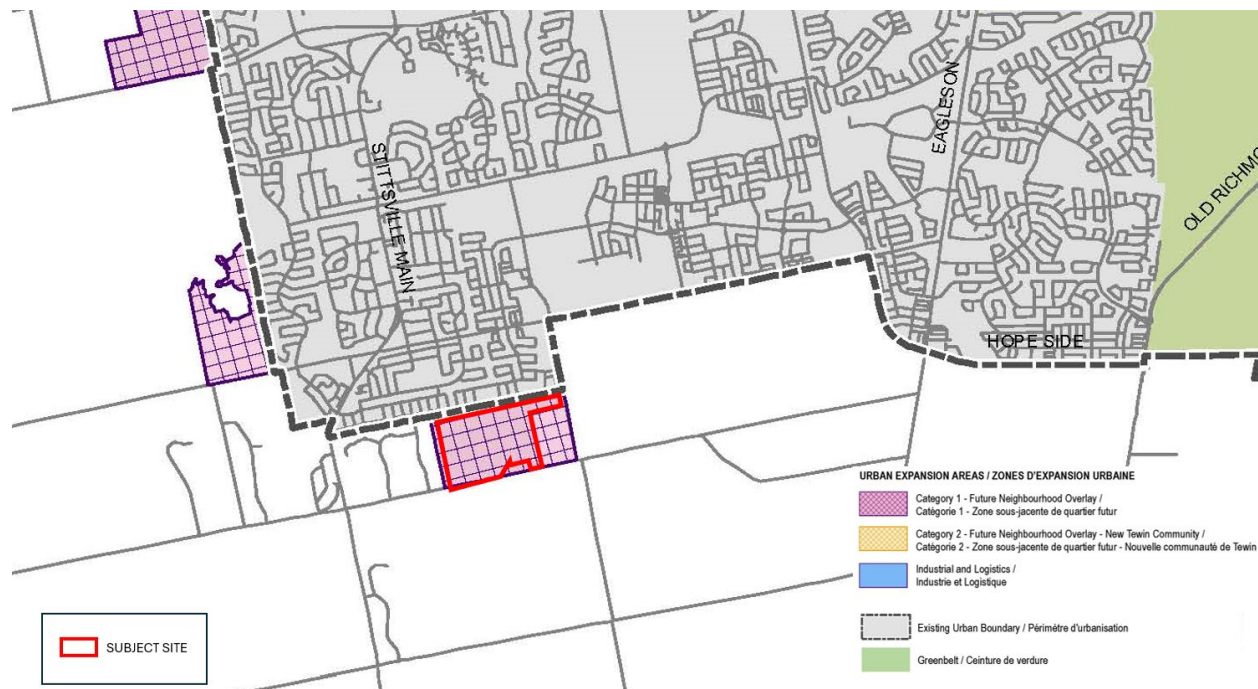 STITTSVILLE MAIN
EAGLESON
OLD RICHMO
HOPE SIDE
URBAN EXPANSION AREAS / ZONES D'EXPANSION URBAINE
Category 1 - Future Neighbourhood Overlay /
Catégorie 1 - Zone sous-jacente de quartier futur
Category 2 - Future Neighbourhood Overlay - New Tewin Community /
Catégorie 2 - Zone sous-jacente de quartier futur - Nouvelle communauté de Tewin
Industrial and Logistics /
Industrie et Logistique
Existing Urban Boundary / Périmètre d'urbanisation
Greenbelt / Ceinture de verdure
SUBJECT SITE